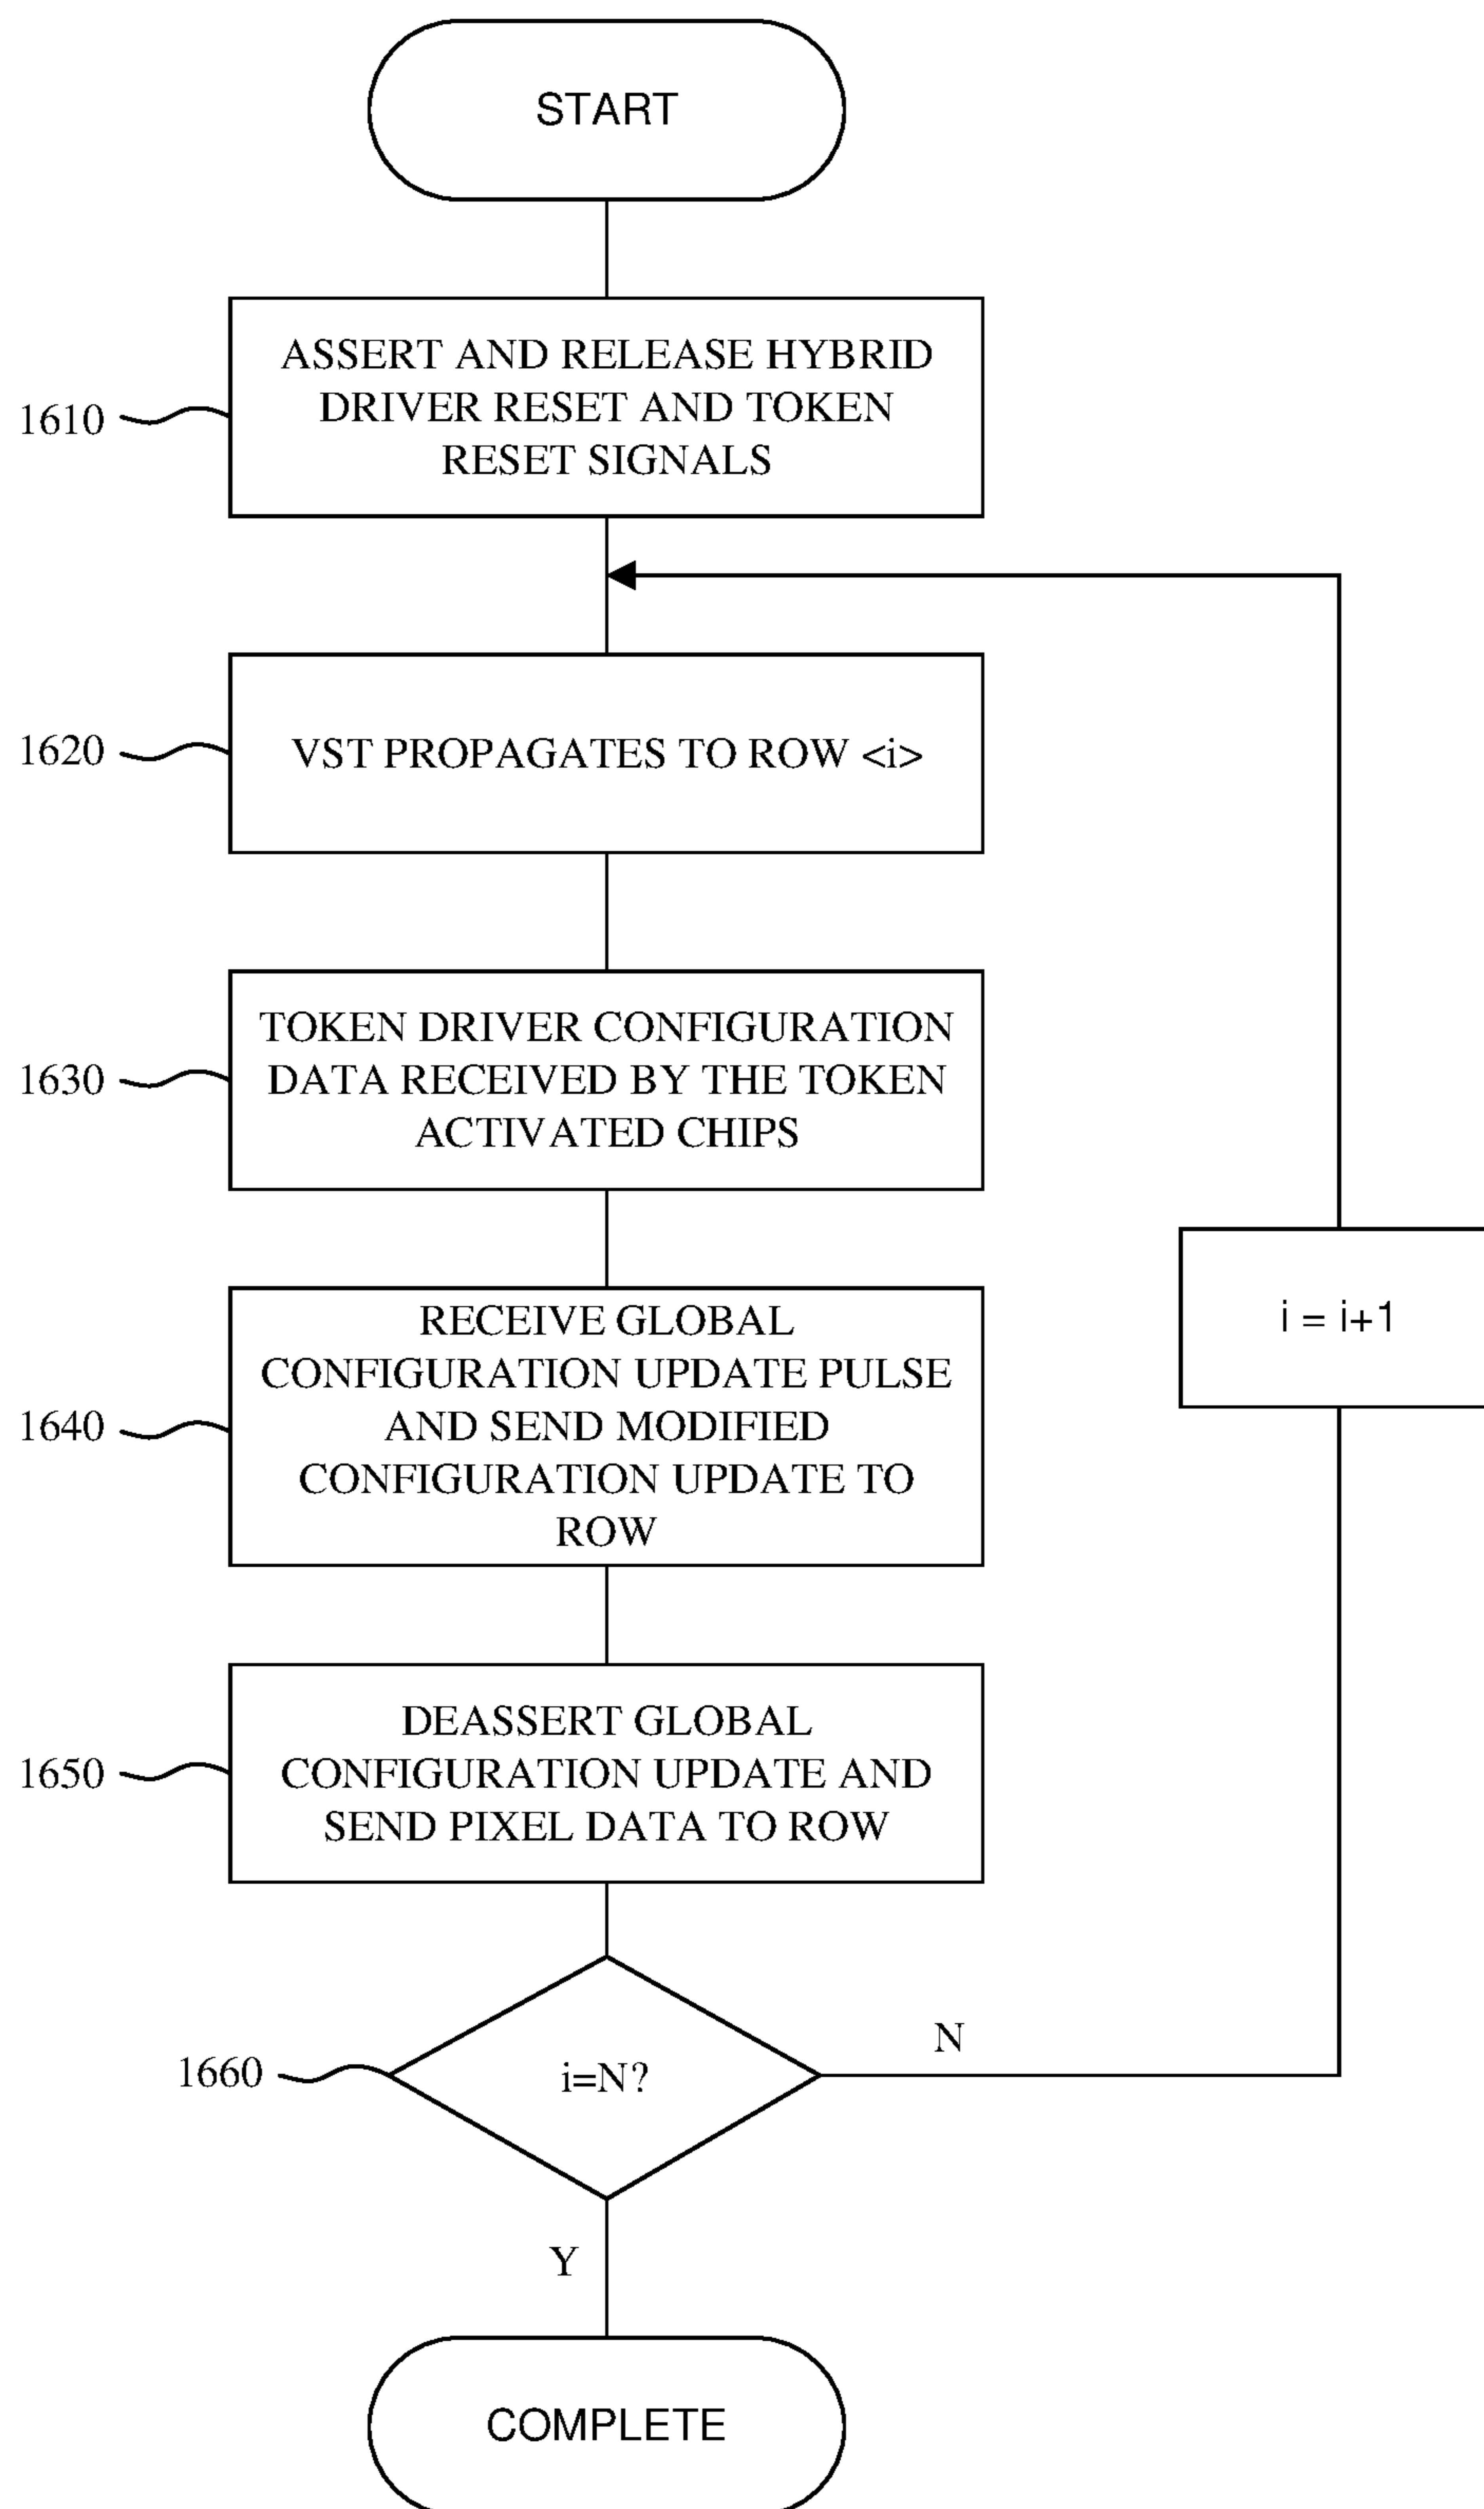 START
ASSERT AND RELEASE HYBRID
DRIVER RESET AND TOKEN
RESET SIGNALS
1610
VST PROPAGATES TO ROW <i>
1620
TOKEN DRIVER CONFIGURATION
DATA RECEIVED BY THE TOKEN
ACTIVATED CHIPS
1630
RECEIVE GLOBAL
CONFIGURATION UPDATE PULSE
AND SEND MODIFIED
CONFIGURATION UPDATE TO
ROW
1640
i = i+1
DEASSERT GLOBAL
CONFIGURATION UPDATE AND
SEND PIXEL DATA TO ROW
1650
i=N?
1660
N
Y
COMPLETE